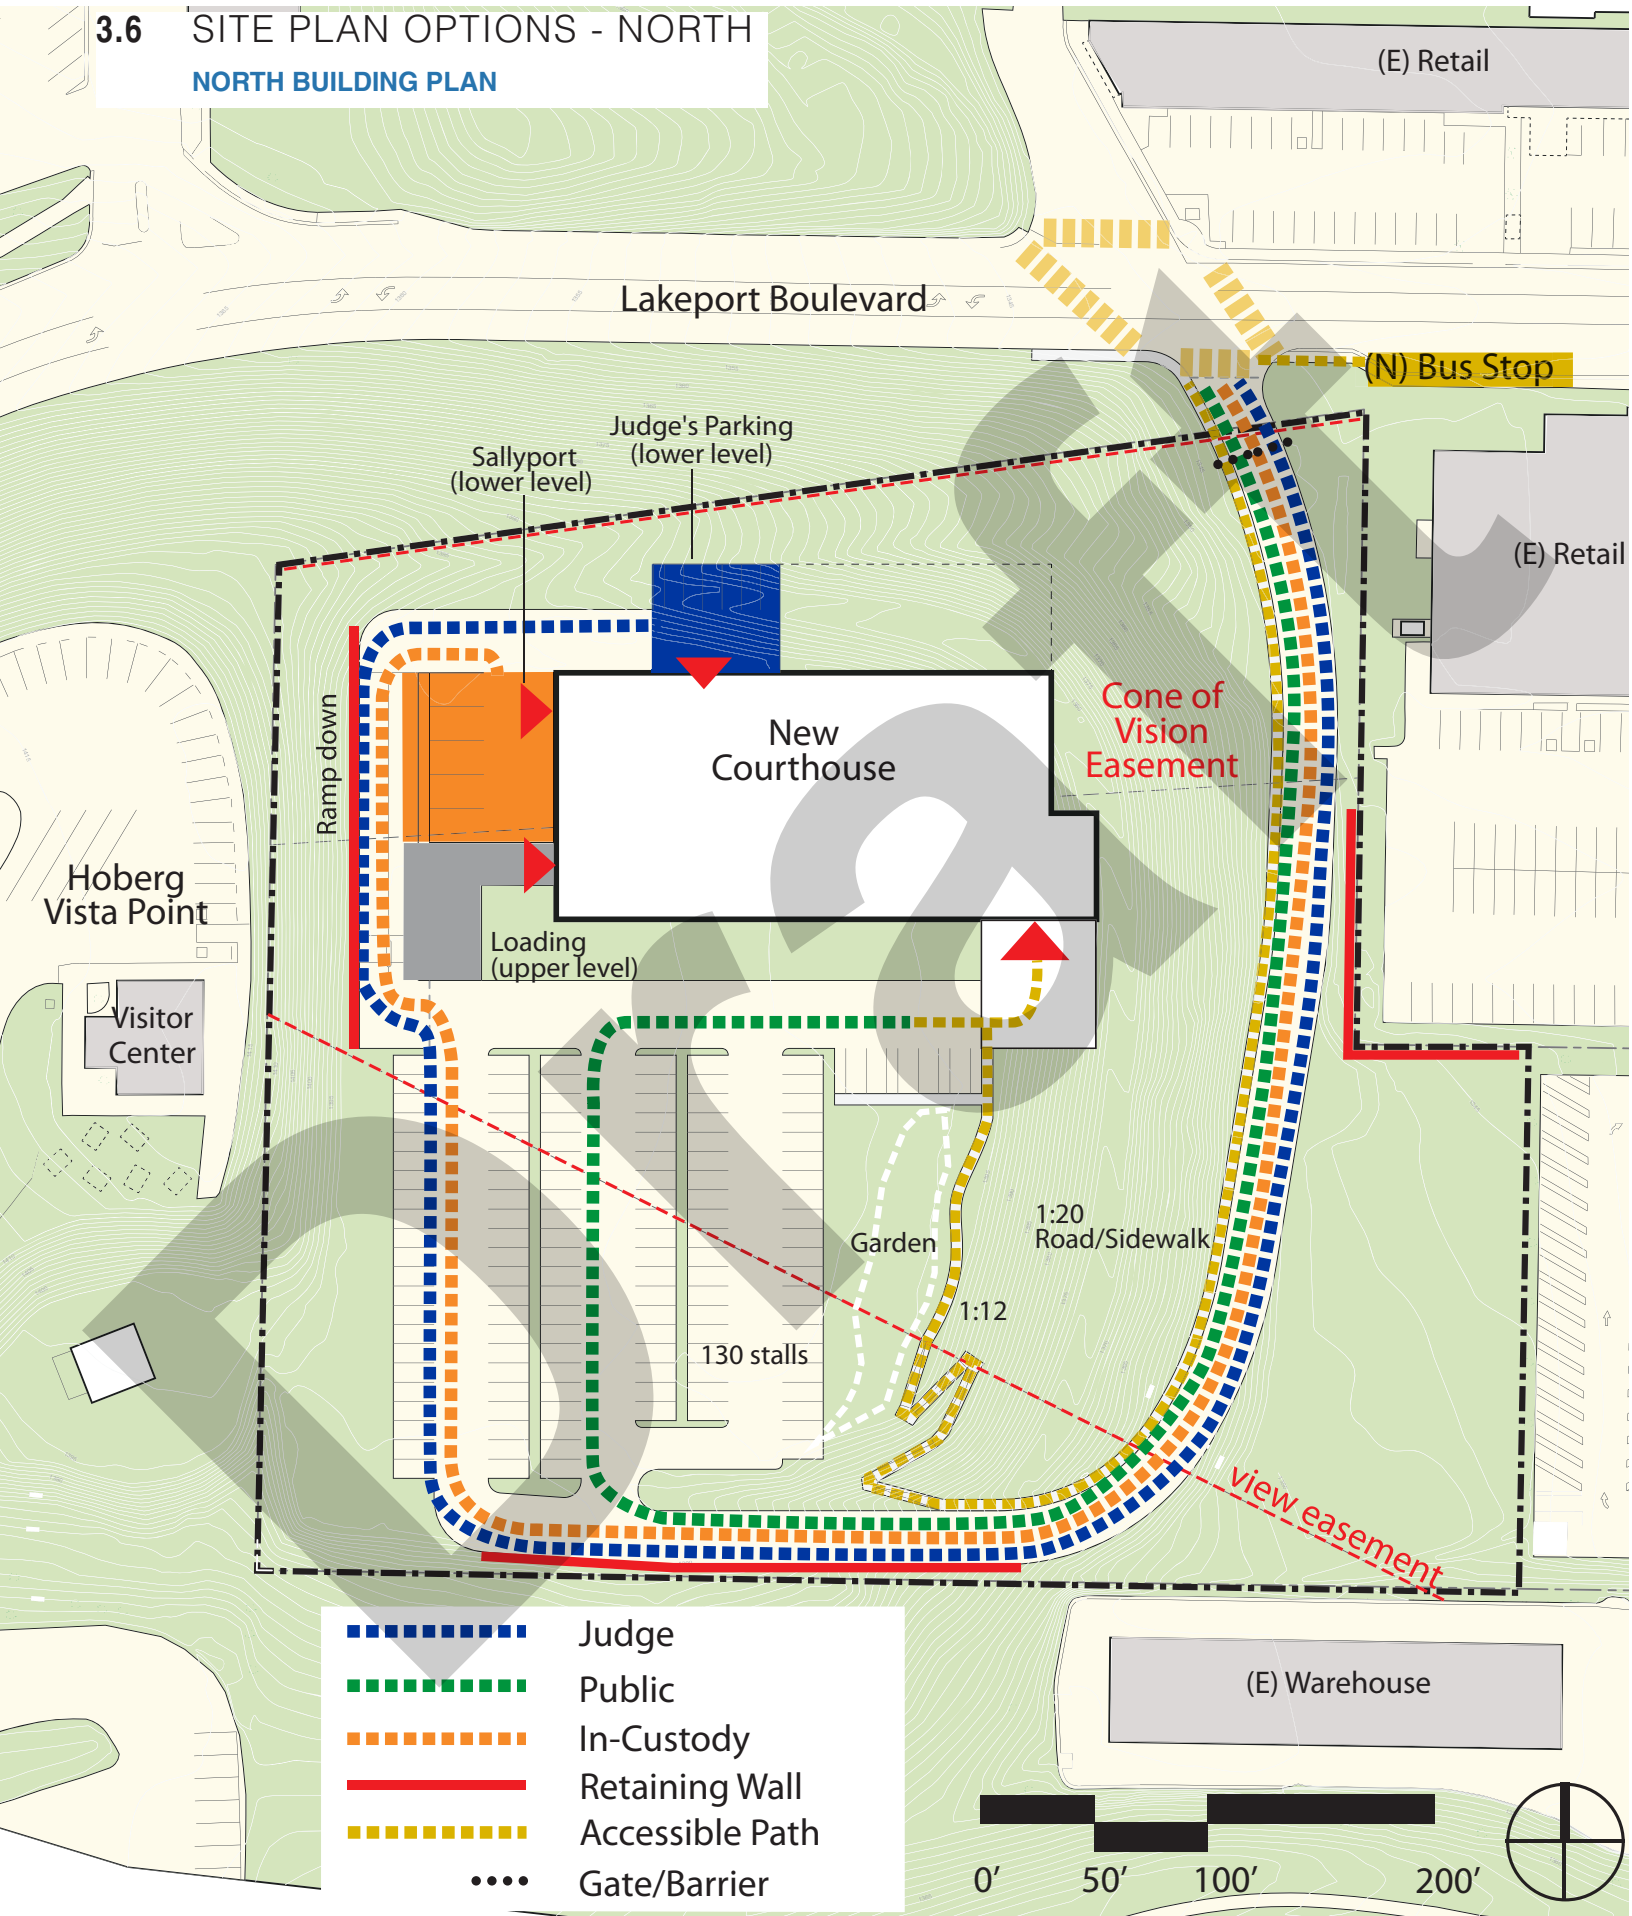 3.6 SITE PLAN OPTIONS - NORTH
NORTH BUILDING PLAN
(E) Retail
Lakeport Boulevard
(N) Bus Stop
Judge's Parking
(lower level)
Sallyport
(lower level)
(E) Retail
Ramp down
New
Courthouse
Cone of
Vision
Easement
Hoberg
Vista Point
Loading
(upper level)
Visitor
Center
Garden
1:20
Road/Sidewalk
1:12
130 stalls
view easement
Draft
Judge
Public
In-Custody
Retaining Wall
Accessible Path
Gate/Barrier
(E) Warehouse
0' 50' 100' 200'